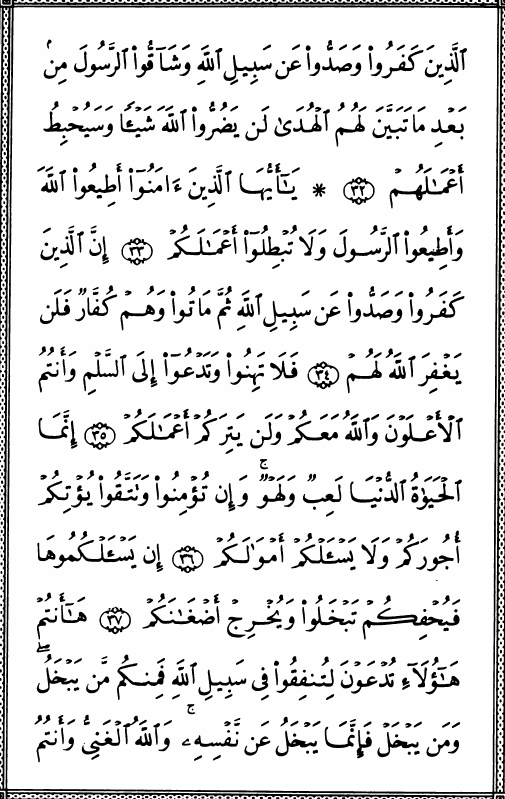 ٱلَّذِينَ كَفَرُوا۟ وَصَدُّوا۟ عَن سَبِيلِ ٱللَّهِ وَشَآقُّوا۟ ٱلرَّسُولَ مِنۢ
بَعْدِ مَا تَبَيَّنَ لَهُمُ ٱلْهُدَىٰ لَن يَضُرُّوا۟ ٱللَّهَ شَيْـًٔا وَسَيُحْبِطُ
أَعْمَـٰلَهُمْ ٣٢ * يَـٰٓأَيُّهَا ٱلَّذِينَ ءَامَنُوٓا۟ أَطِيعُوا۟ ٱللَّهَ
وَأَطِيعُوا۟ ٱلرَّسُولَ وَلَا تُبْطِلُوٓا۟ أَعْمَـٰلَكُمْ ٣٣ إِنَّ ٱلَّذِينَ
كَفَرُوا۟ وَصَدُّوا۟ عَن سَبِيلِ ٱللَّهِ ثُمَّ مَاتُوا۟ وَهُمْ كُفَّارٌ فَلَن
يَغْفِرَ ٱللَّهُ لَهُمْ ٣٤ فَلَا تَهِنُوا۟ وَتَدْعُوٓا۟ إِلَى ٱلسَّلْمِ وَأَنتُمُ
ٱلْأَعْلَوْنَ وَٱللَّهُ مَعَكُمْ وَلَن يَتِرَكُمْ أَعْمَـٰلَكُمْ ٣٥ إِنَّمَا
ٱلْحَيَوٰةُ ٱلدُّنْيَا لَعِبٌ وَلَهْوٌ ۚ وَإِن تُؤْمِنُوا۟ وَتَتَّقُوا۟ يُؤْتِكُمْ
أُجُورَكُمْ وَلَا يَسْـَٔلْكُمْ أَمْوَٰلَكُمْ ٣٦ إِن يَسْـَٔلْكُمُوهَا
فَيُحْفِكُمْ تَبْخَلُوا۟ وَيُخْرِجْ أَضْغَـٰنَكُمْ ٣٧ هَـٰٓأَنتُمْ
هَـٰٓؤُلَآءِ تُدْعَوْنَ لِتُنفِقُوا۟ فِى سَبِيلِ ٱللَّهِ فَمِنكُم مَّن يَبْخَلُ ۖ
وَمَن يَبْخَلْ فَإِنَّمَا يَبْخَلُ عَن نَّفْسِهِۦ ۚ وَٱللَّهُ ٱلْغَنِىُّ وَأَنتُمُ